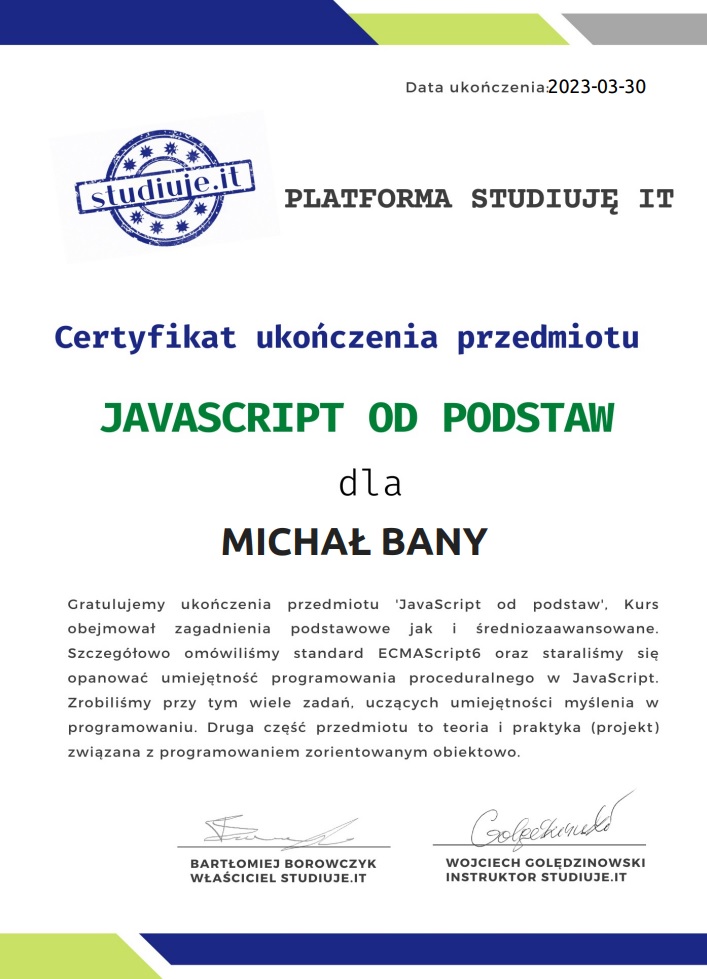 Data ukończenia:2023-03-30
studiuje.it
PLATFORMA STUDIUJĘ IT
Certyfikat ukończenia przedmiotu
JAVASCRIPT OD PODSTAW
dla
MICHAŁ BANY
Gratulujemy ukończenia przedmiotu 'JavaScript od podstaw', Kurs
obejmował zagadnienia podstawowe jak i średniozaawansowane.
Szczegółowo omówiliśmy standard ECMAScript6 oraz staraliśmy się
opanować umiejętność programowania proceduralnego w JavaScript.
Zrobiliśmy przy tym wiele zadań, uczących umiejętności myślenia w
programowaniu. Druga część przedmiotu to teoria i praktyka (projekt)
związana z programowaniem zorientowanym obiektowo.
BARTŁOMIEJ BOROWCZYK
WŁAŚCICIEL STUDIUJE.IT
WOJCIECH GOLĘDZINOWSKI
INSTRUKTOR STUDIUJE.IT